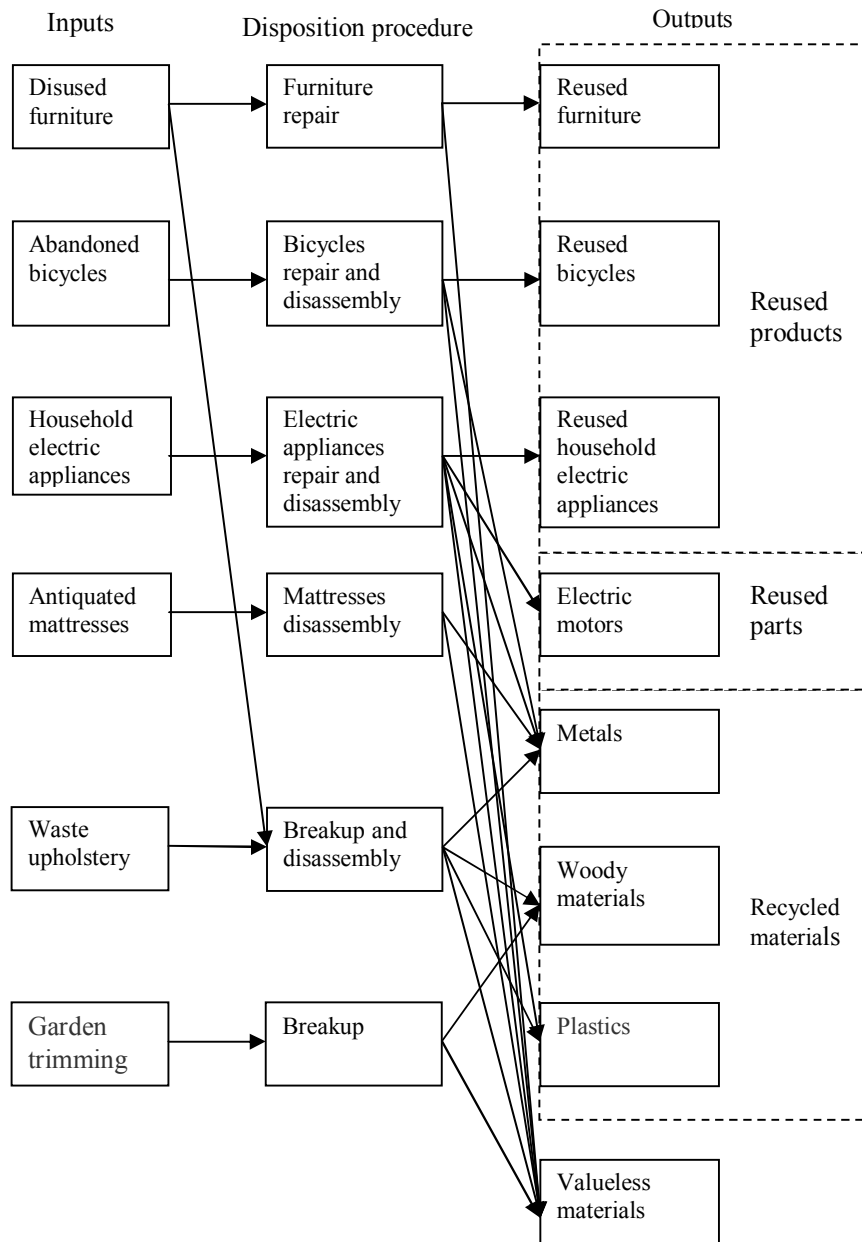 Inputs
Disposition procedure
Outputs
Disused
furniture
Furniture
repair
Reused
furniture
Abandoned
bicycles
Bicycles
repair and
disassembly
Reused
bicycles
Reused
products
Household
electric
appliances
Electric
appliances
repair and
disassembly
Reused
household
electric
appliances
Antiquated
mattresses
Mattresses
disassembly
Electric
motors
Reused
parts
Metals
Waste
upholstery
Breakup and
disassembly
Woody
materials
Recycled
materials
Garden
trimming
Breakup
Plastics
Valueless
materials